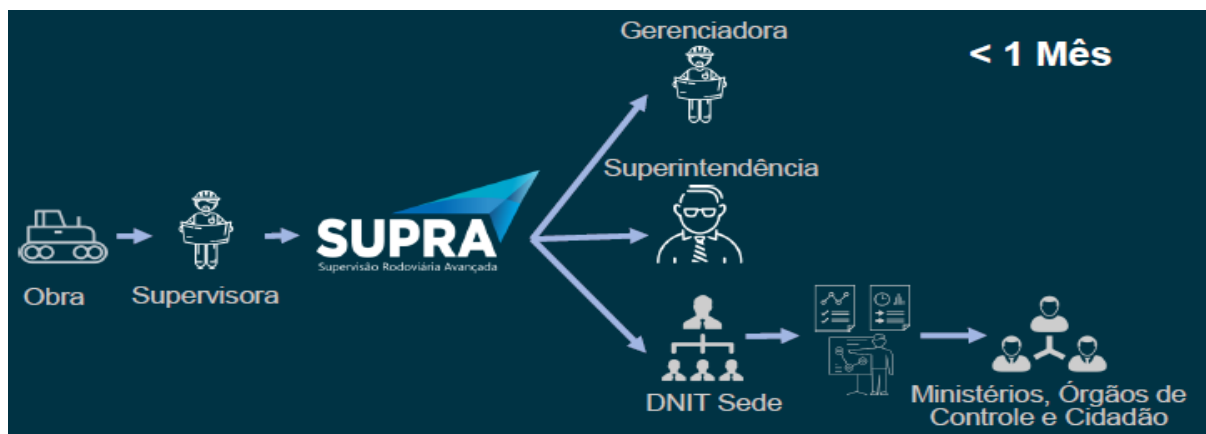 Gerenciadora
< 1 Mês
Superintendência
SUPRA
Supervisão Rodoviária Avançada
Obra
Supervisora
DNIT Sede
Ministérios, Órgãos de
Controle e Cidadão